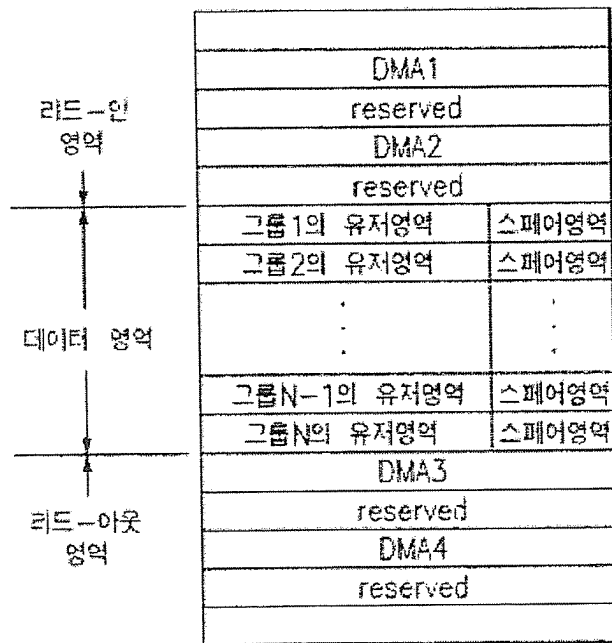 DMA1
reserved
DMA2
reserved
리드-인
영역
그룹1의 유저영역 스페어영역
그룹2의 유저영역 스페어영역
데이터 영역
그룹N-1의 유저영역 스페어영역
그룹N의 유저영역 스페어영역
DMA3
reserved
DMA4
reserved
리드-아웃
영역